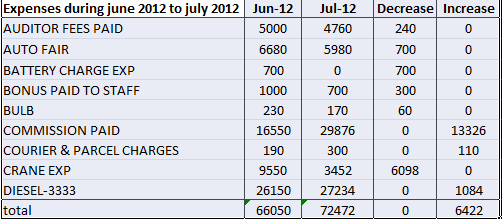 Expenses during june 2012 to july 2012 Jun-12 Jul-12 Decrease Increase
AUDITOR FEES PAID 5000 4760 240 0
AUTO FAIR 6680 5980 700 0
BATTERY CHARGE EXP 700 0 700 0
BONUS PAID TO STAFF 1000 700 300 0
BULB 230 170 60 0
COMMISSION PAID 16550 29876 0 13326
COURIER & PARCEL CHARGES 190 300 0 110
CRANE EXP 9550 3452 6098 0
DIESEL-3333 26150 27234 0 1084
total 66050 72472 0 6422